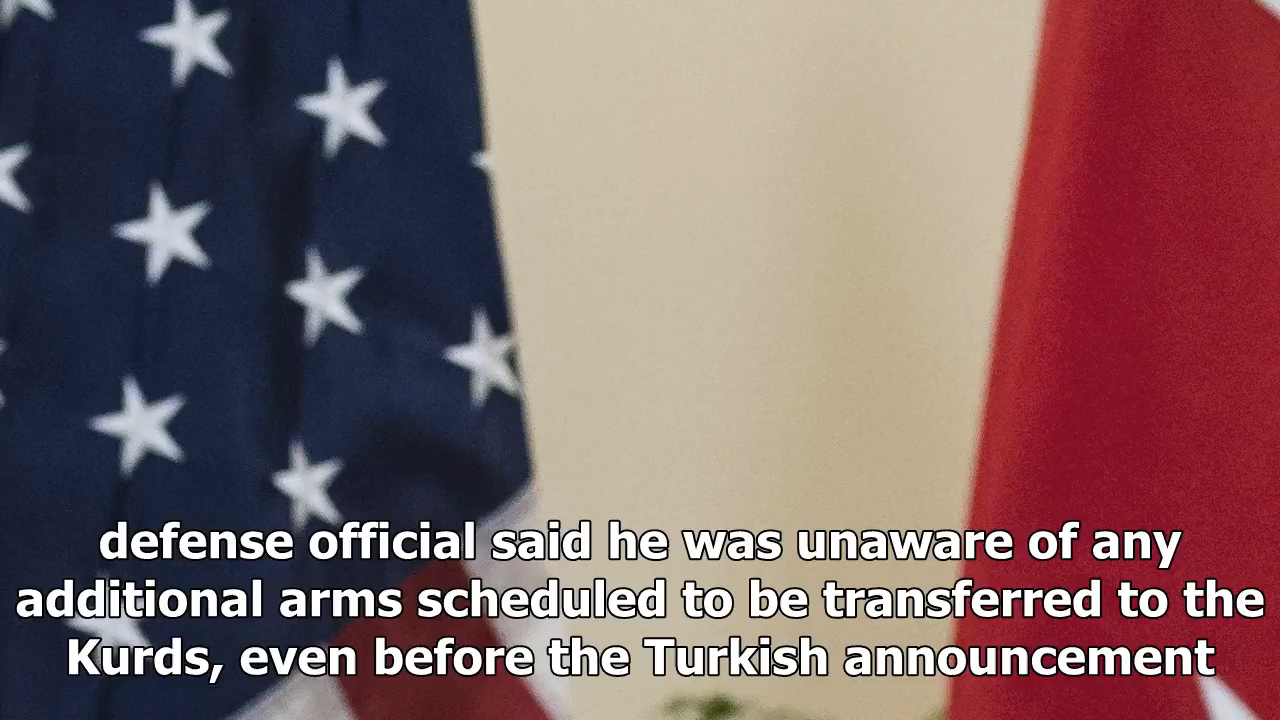 defense official said he was unaware of any
additional arms scheduled to be transferred to the
Kurds, even before the Turkish announcement